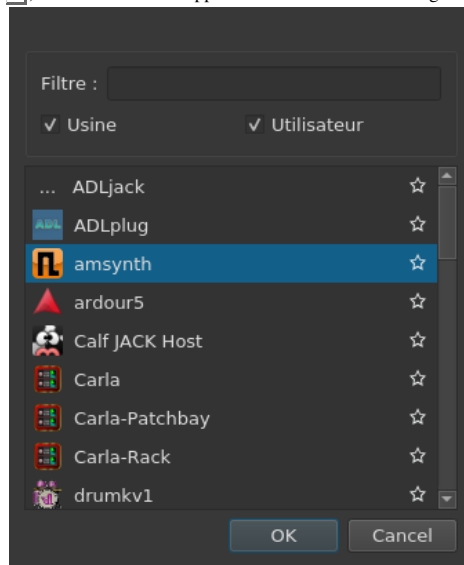 Filtre :
Usine
Utilisateur
... ADLjack
ADL ADLplug
amsynth
ardour5
Calf JACK Host
Carla
Carla-Patchbay
Carla-Rack
drumkv1
OK
Cancel